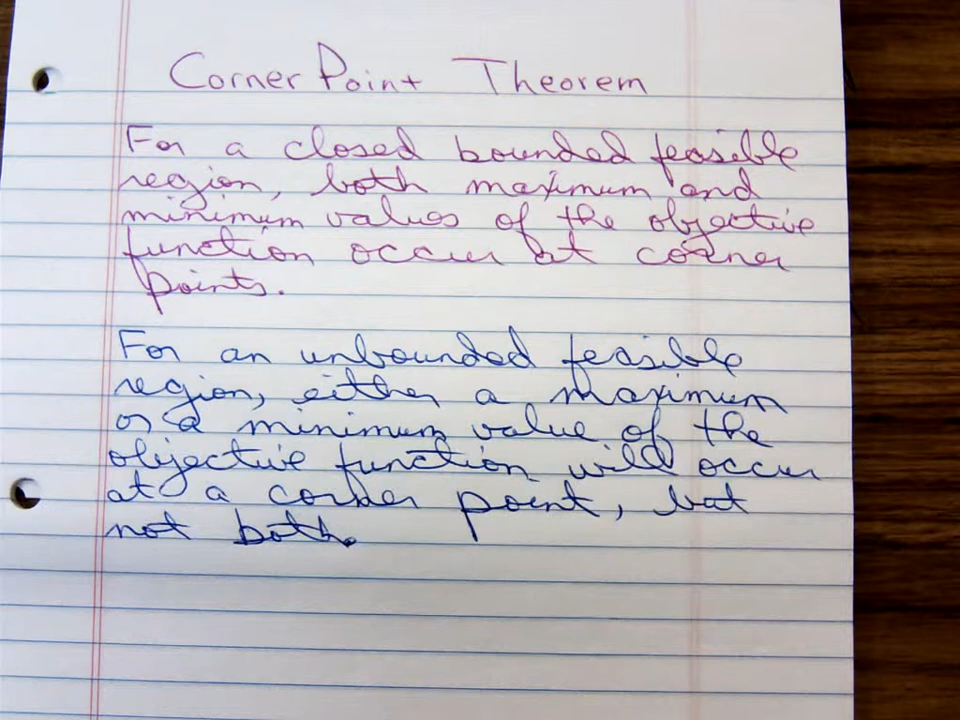 Corner Point Theorem
For a closed bounded feasible
region, both maximum and
minimum values of the objective
function occur at corner
points.
For an unbounded feasible
region, either a maximum
or a minimum value of the
objective function will occur
at a corner point, but
not both.